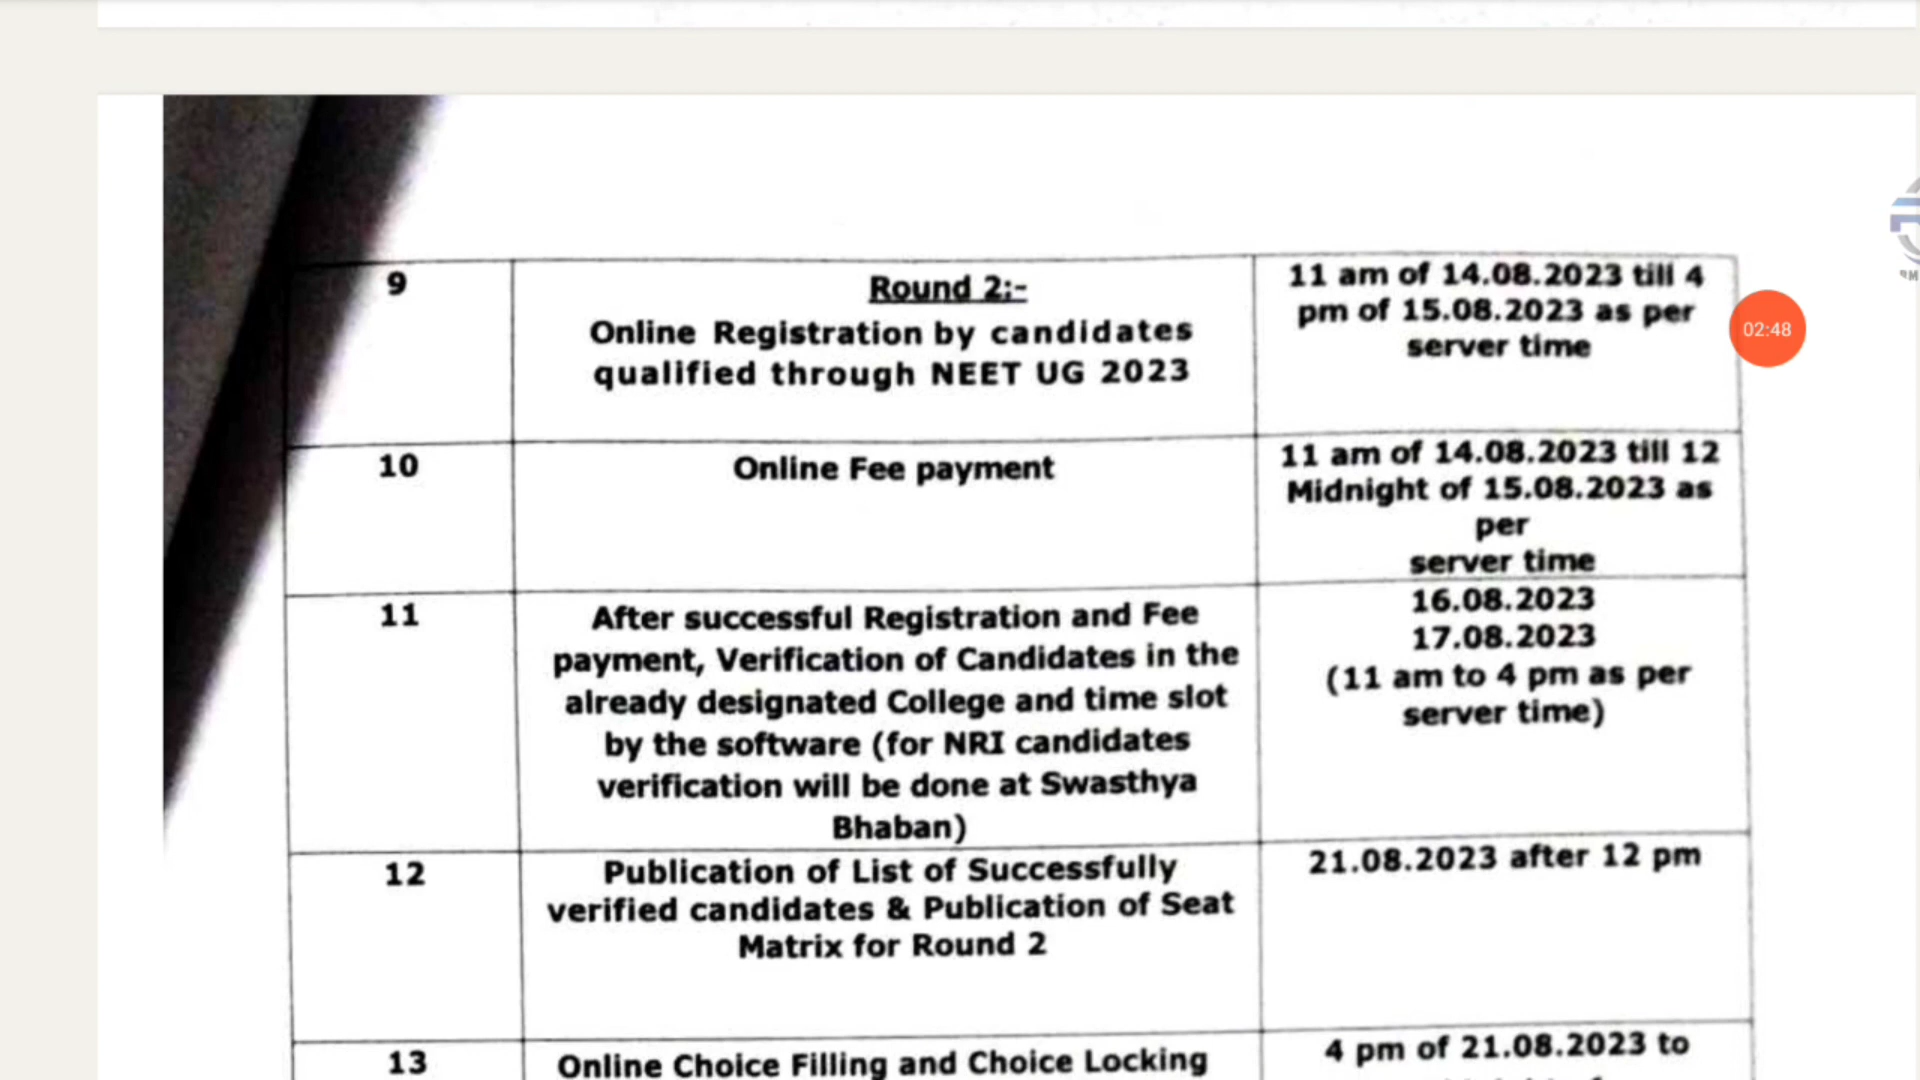 9
Round 2:-
Online Registration by candidates
qualified through NEET UG 2023
11 am of 14.08.2023 till 4
pm of 15.08.2023 as per
server time
02:48
10
Online Fee payment
11 am of 14.08.2023 till 12
Midnight of 15.08.2023 as
per
server time
11
After successful Registration and Fee
payment, Verification of Candidates in the
already designated College and time slot
by the software (for NRI candidates
verification will be done at Swasthya
Bhaban)
16.08.2023
17.08.2023
(11 am to 4 pm as per
server time)
12
Publication of List of Successfully
verified candidates & Publication of Seat
Matrix for Round 2
21.08.2023 after 12 pm
13
Online Choice Filling and Choice Locking
4 pm of 21.08.2023 to